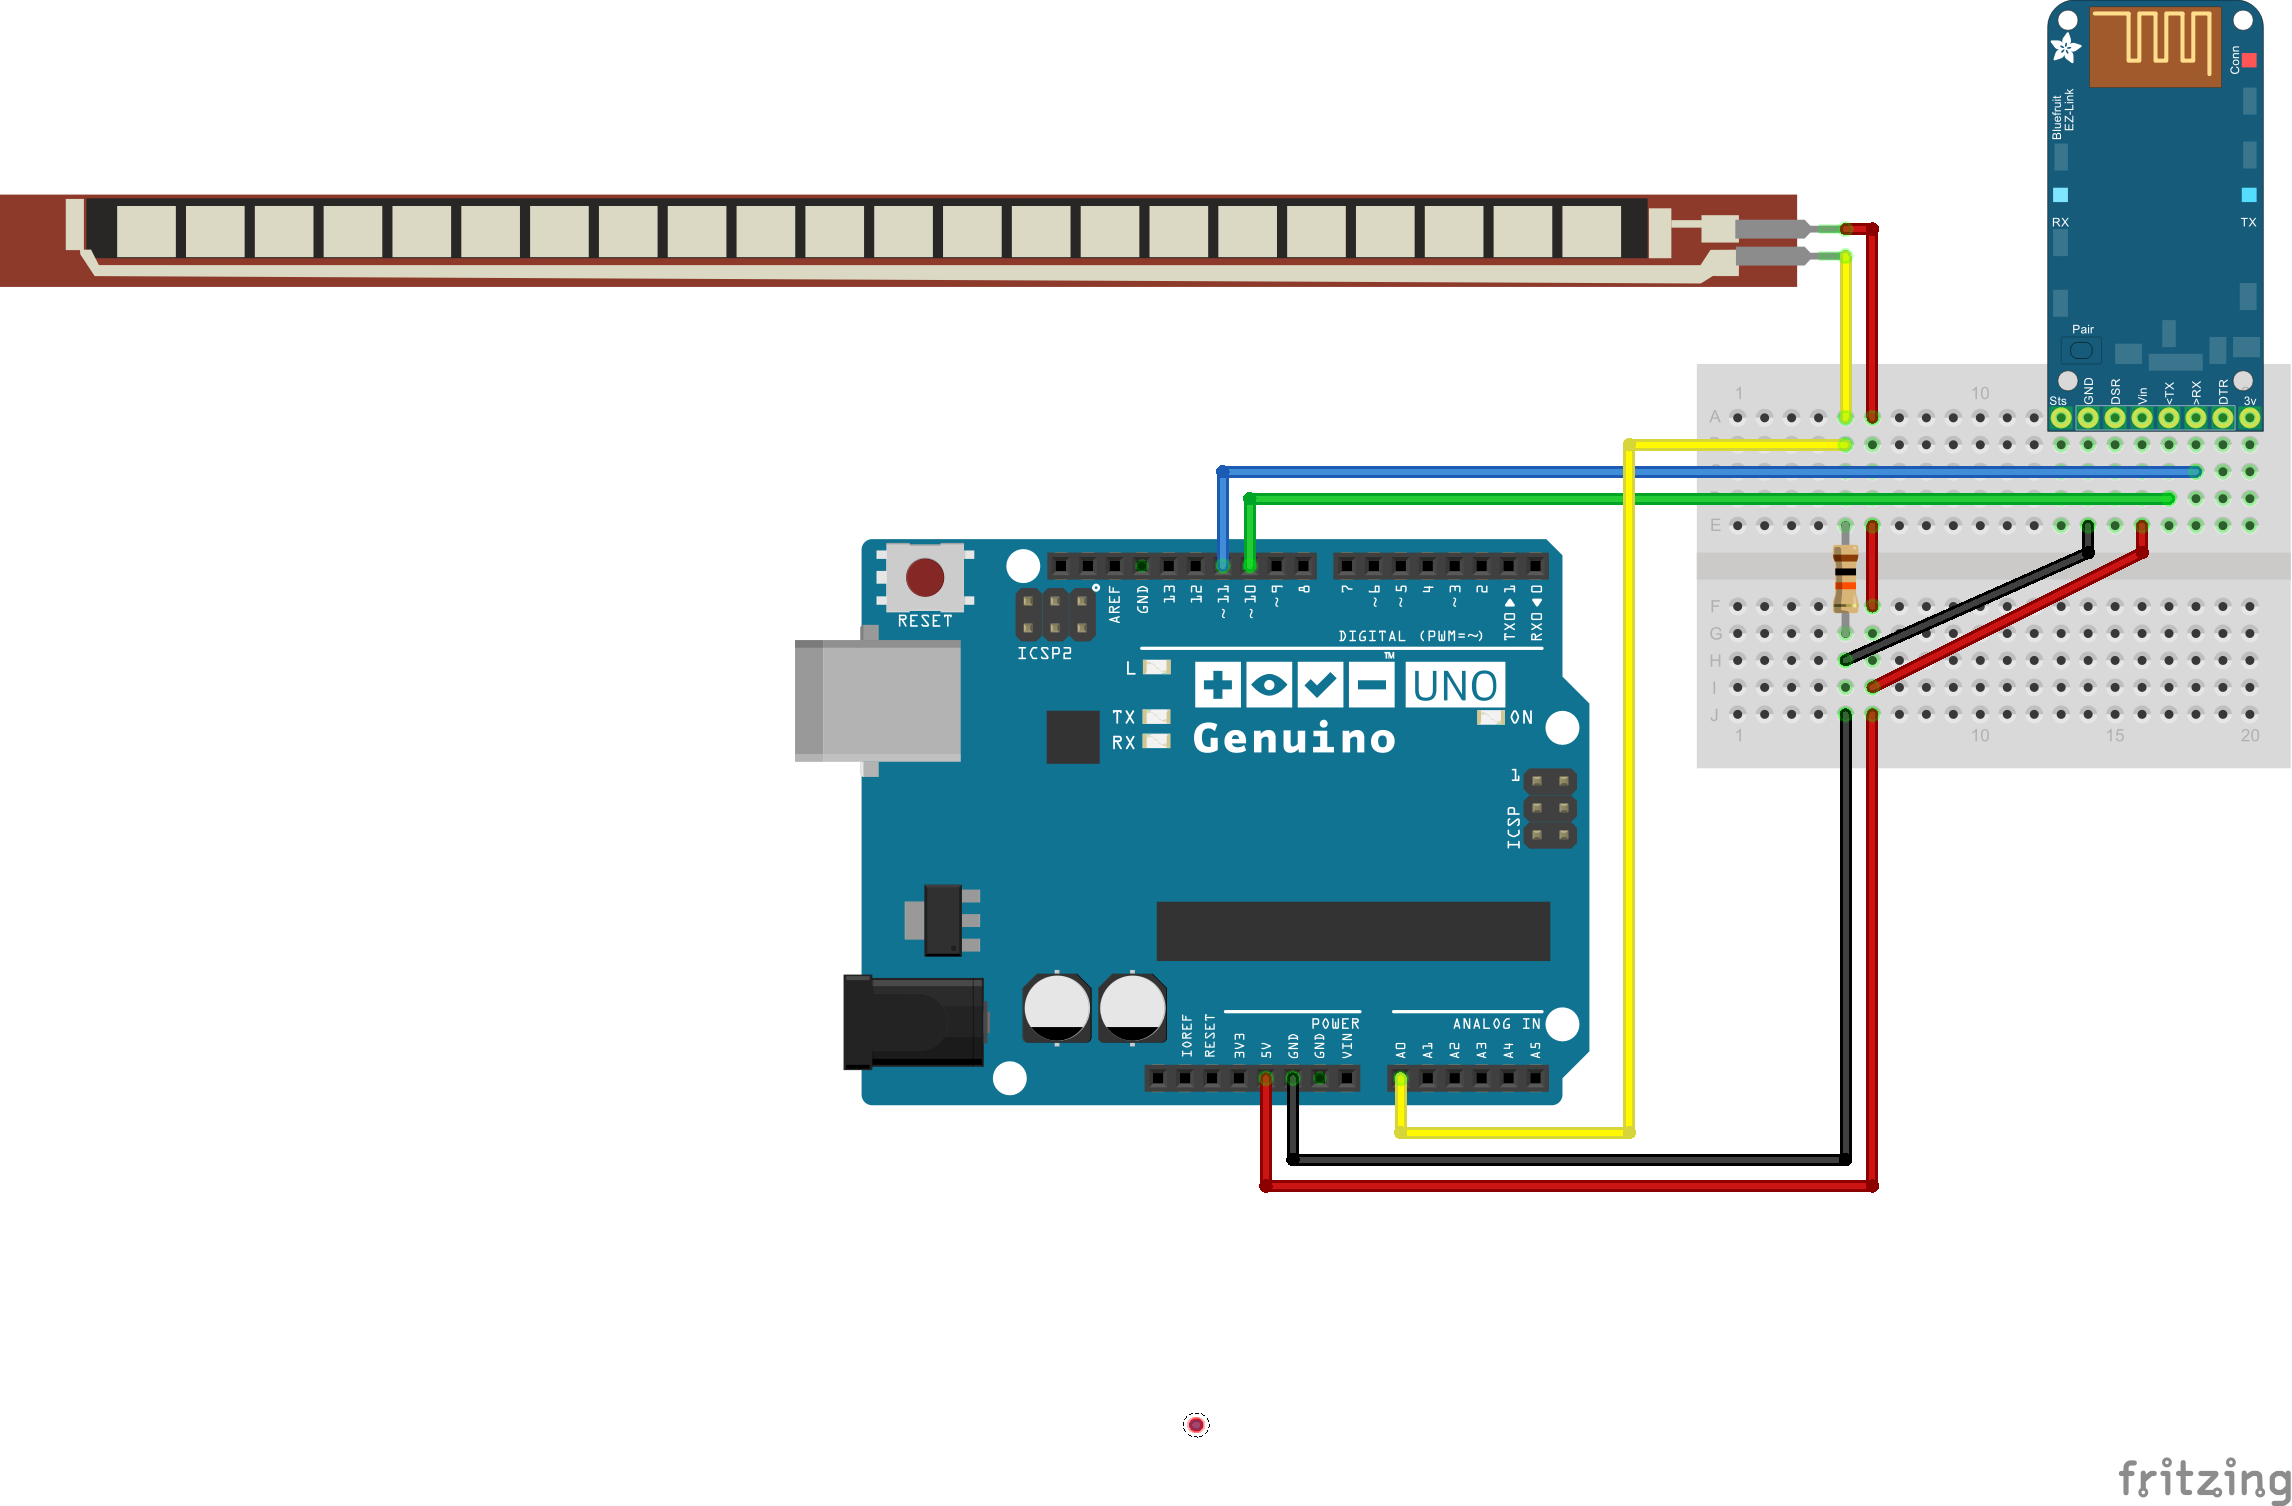 Conn
Bluefruit
EZ-Link
RX
TX
Pair
Sts
GND
DSR
Vin
<TX
>RX
DTR
3v
1
10
A
E
F
G
H
I
J
1
10
15
20
RESET
ICSP2
AREF
GND
13
12
~11
~10
~9
8
7
~6
~5
4
~3
2
TX0▶1
RX0◀0
DIGITAL (PWM=~)
L
TX
RX
TM
UNO
ON
Genuino
1
ICSP
IOREF
RESET
3V3
5V
GND
GND
VIN
POWER
A0
A1
A2
A3
A4
A5
ANALOG IN
fritzing